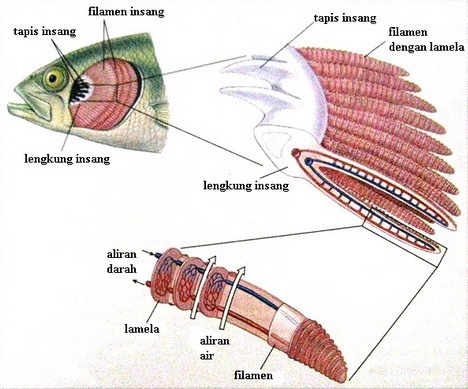 filamen insang
tapis insang
lengkung insang
tapis insang
filamen
dengan lamela
lengkung insang
aliran
darah
lamela
aliran
air
filamen